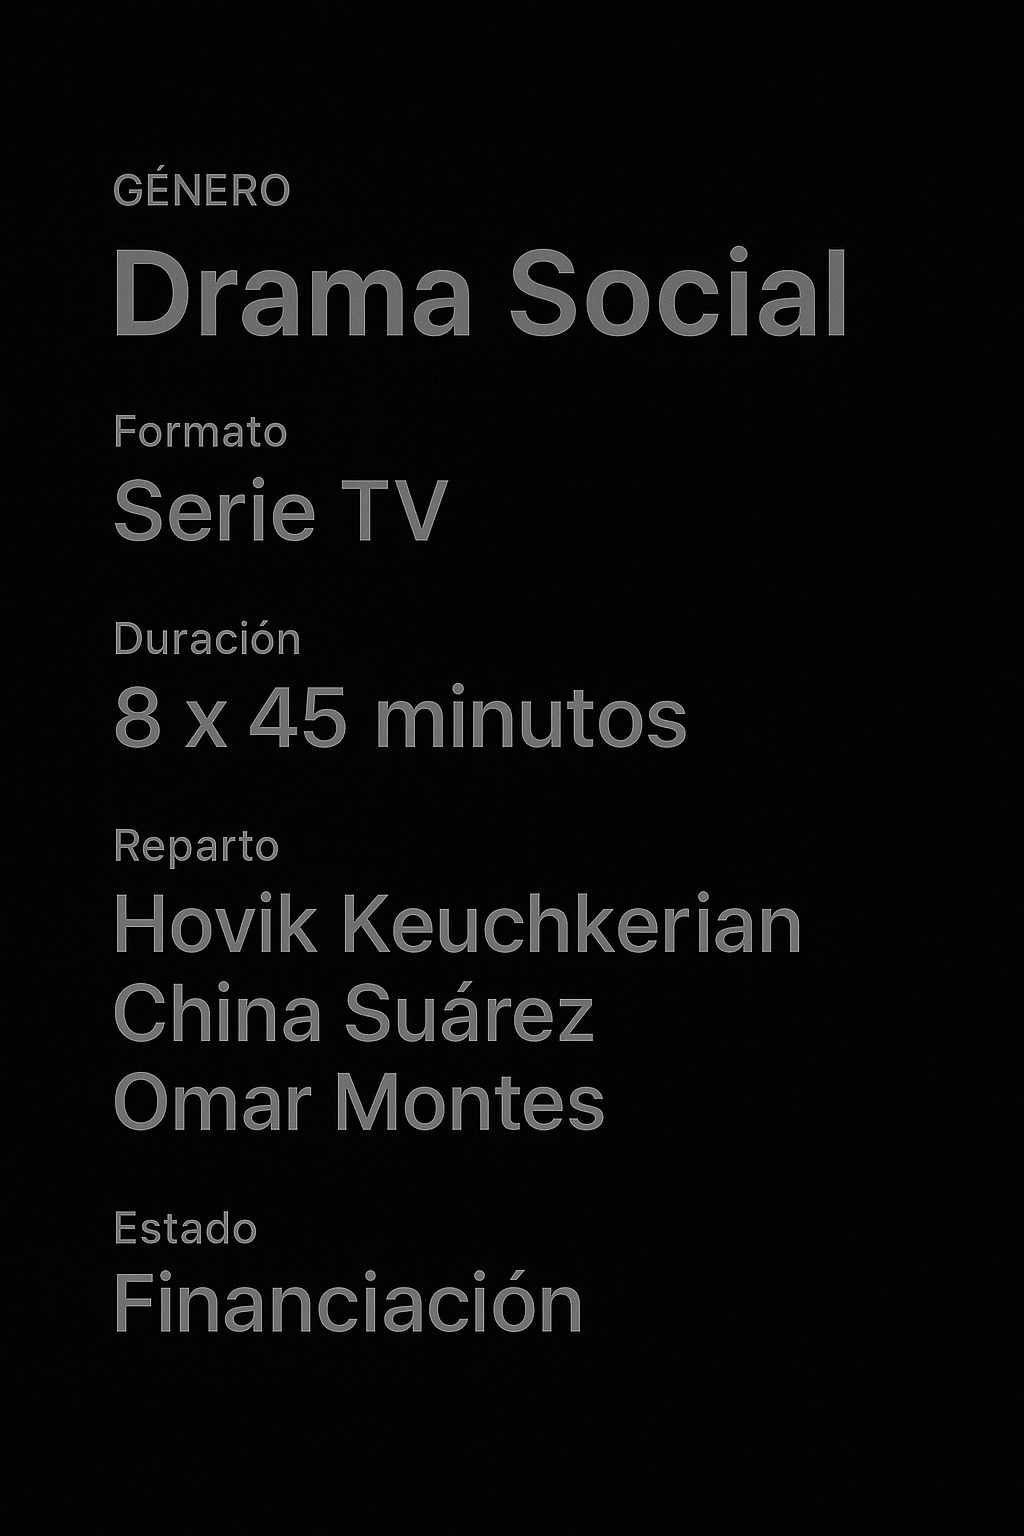 GÉNERO
Drama Social
Formato
Serie TV
Duración
8 x 45 minutos
Reparto
Hovik Keuchkerian
China Suárez
Omar Montes
Estado
Financiación